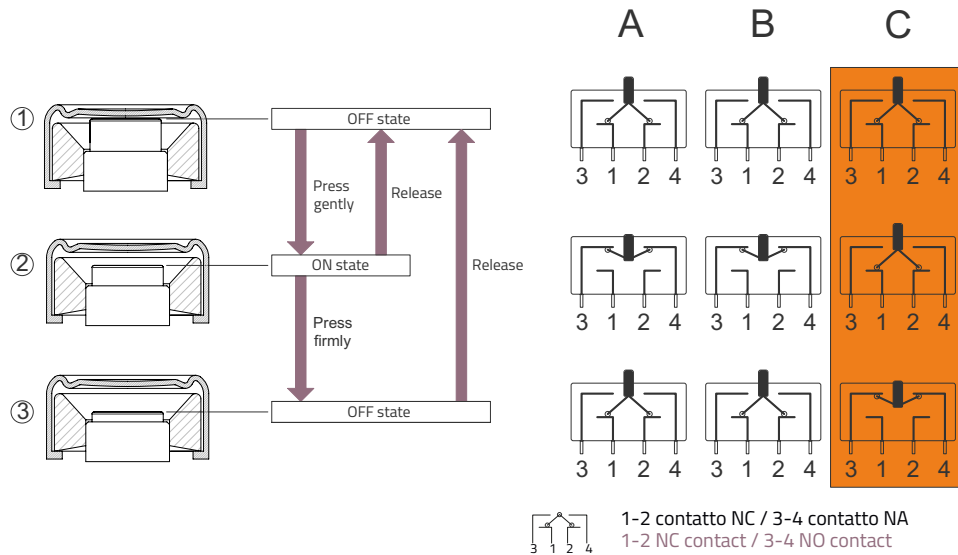 A B C
① OFF state
3 1 2 4 3 1 2 4 3 1 2 4
Press
gently
Release
② ON state
Release
3 1 2 4 3 1 2 4 3 1 2 4
Press
firmly
③ OFF state
3 1 2 4 3 1 2 4 3 1 2 4
3 1 2 4
1-2 contatto NC / 3-4 contatto NA
1-2 NC contact / 3-4 NO contact